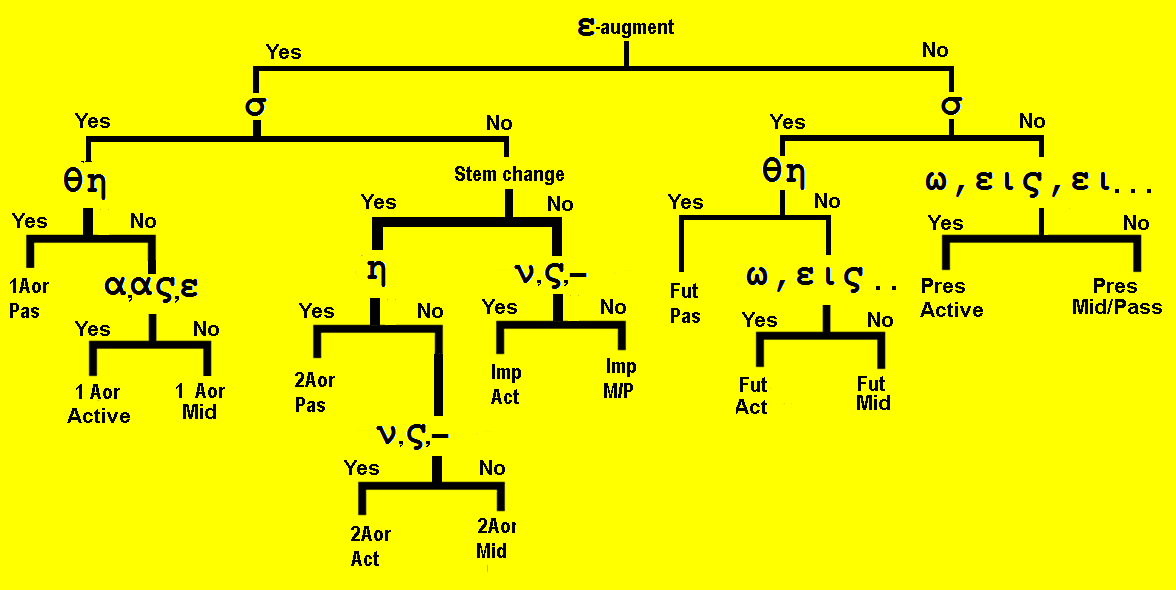 ε-augment
Yes No
σ σ
Yes No Yes No
θη Stem change θη ω,εις,ει...
Yes No Yes No Yes No Yes No
1Aor α,ας,ε η ν,ς,– Fut ω,εις.. Pres Pres
Pas Pas Active Mid/Pass
Yes No Yes No Yes No Yes No
1 Aor 1 Aor 2Aor Imp Imp Fut Fut
Active Mid Pas Act M/P Act Mid
ν,ς,–
Yes No
2Aor 2Aor
Act Mid